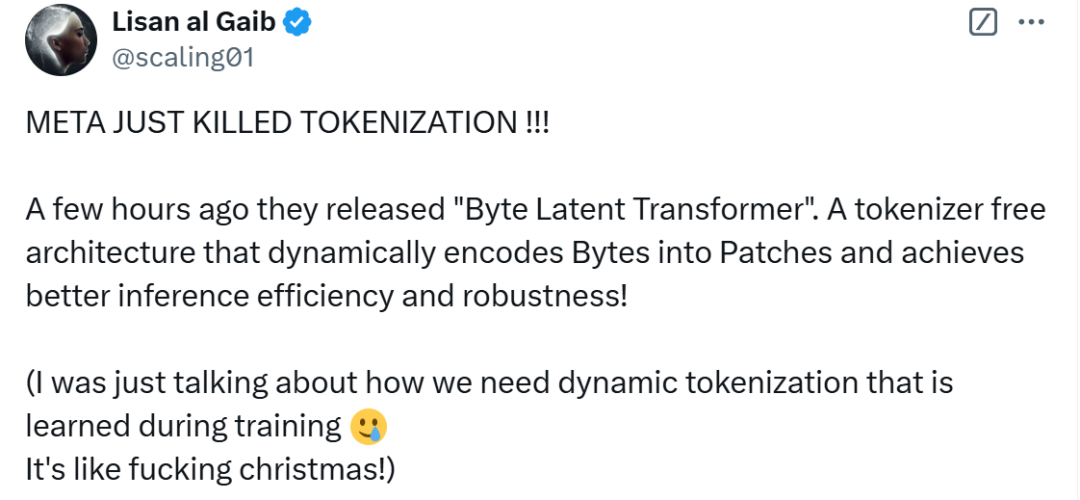 Lisan al Gaib
@scaling01
META JUST KILLED TOKENIZATION !!!
A few hours ago they released "Byte Latent Transformer". A tokenizer free
architecture that dynamically encodes Bytes into Patches and achieves
better inference efficiency and robustness!
(I was just talking about how we need dynamic tokenization that is
learned during training 🥲
It's like fucking christmas!)